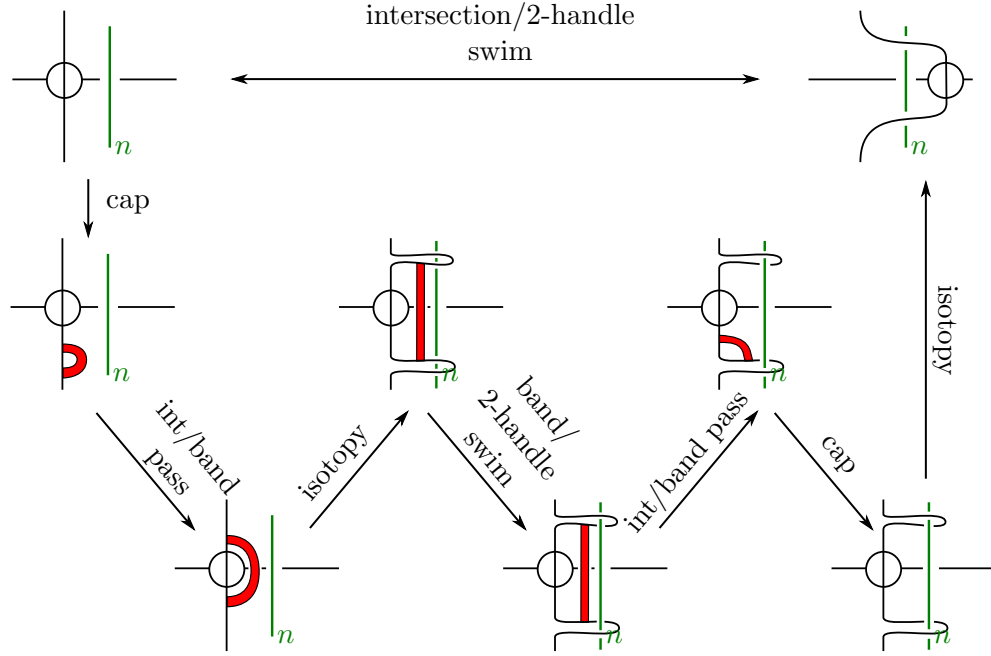 intersection/2-handle
swim
n
n
cap
isotopy
n
n
n
int/band
pass
isotopy
band/
2-handle
swim
int/band pass
cap
n
n
n